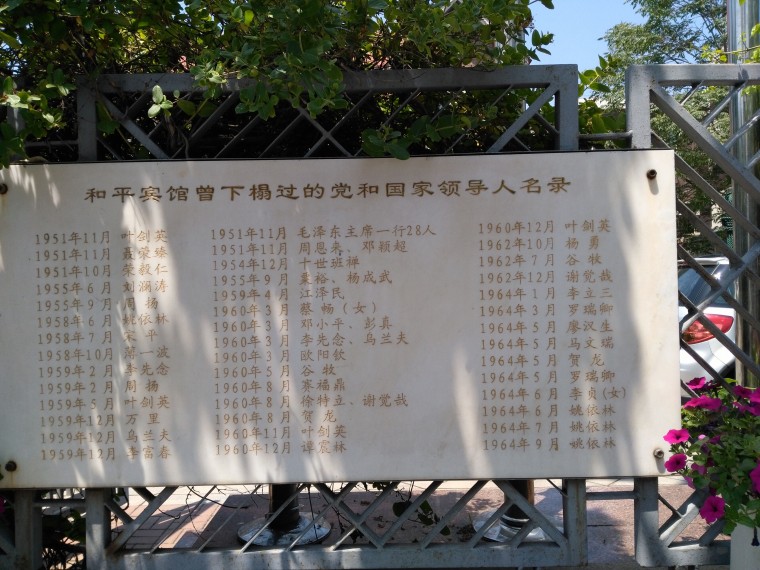 和平宾馆曾下榻过的党和国家领导人名录
1951年11月 叶剑英
1951年11月 聂荣臻
1951年10月 荣毅仁
1955年6月 刘澜涛
1955年9月 周扬
1958年6月 姚依林
1958年7月 宋平
1958年10月 薄一波
1959年2月 李先念
1959年2月 周扬
1959年5月 叶剑英
1959年12月 万里
1959年12月 乌兰夫
1959年12月 李富春
1951年11月 毛泽东主席一行28人
1951年11月 周恩来、邓颖超
1954年12月 十世班禅
1955年9月 粟裕、杨成武
1959年4月 江泽民
1960年3月 蔡畅(女)
1960年3月 邓小平、彭真
1960年3月 李先念、乌兰夫
1960年3月 欧阳钦
1960年5月 谷牧
1960年8月 赛福鼎
1960年8月 徐特立、谢觉哉
1960年8月 贺龙
1960年11月 叶剑英
1960年12月 谭震林
1960年12月 叶剑英
1962年10月 杨勇
1962年7月 谷牧
1962年12月 谢觉哉
1964年1月 李立三
1964年3月 罗瑞卿
1964年5月 廖汉生
1964年5月 马文瑞
1964年5月 贺龙
1964年5月 罗瑞卿
1964年6月 李贞(女)
1964年6月 姚依林
1964年7月 姚依林
1964年9月 姚依林